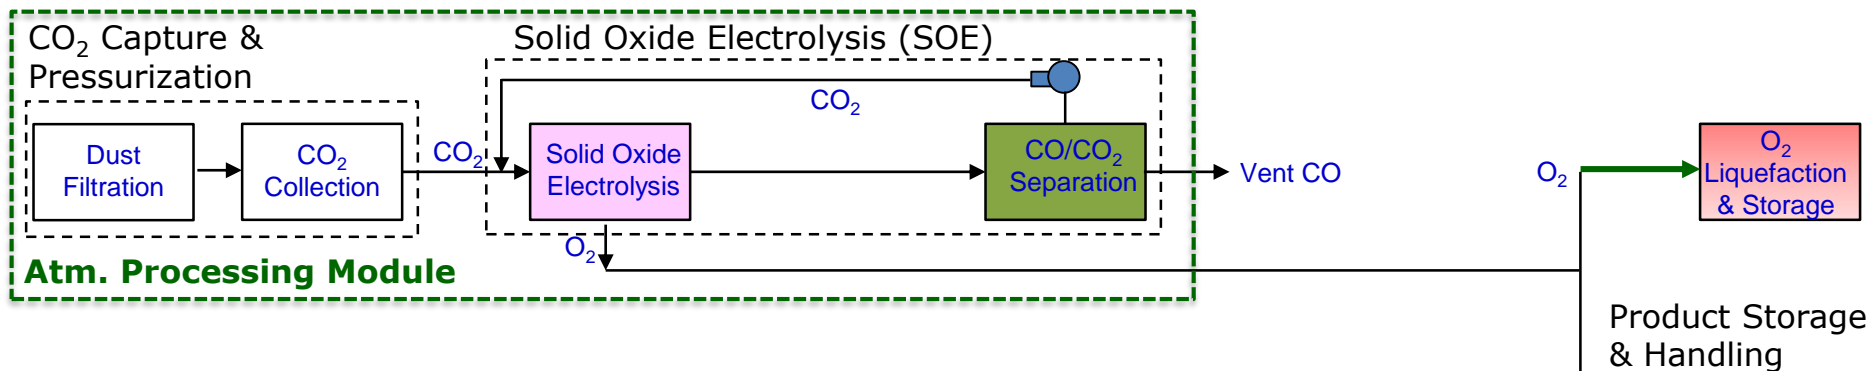 CO₂ Capture &
Pressurization
Solid Oxide Electrolysis (SOE)
CO₂
Dust
Filtration
CO₂
Collection
CO₂
Solid Oxide
Electrolysis
CO/CO₂
Separation
Vent CO
O₂
O₂
Liquefaction
& Storage
O₂
Atm. Processing Module
Product Storage
& Handling